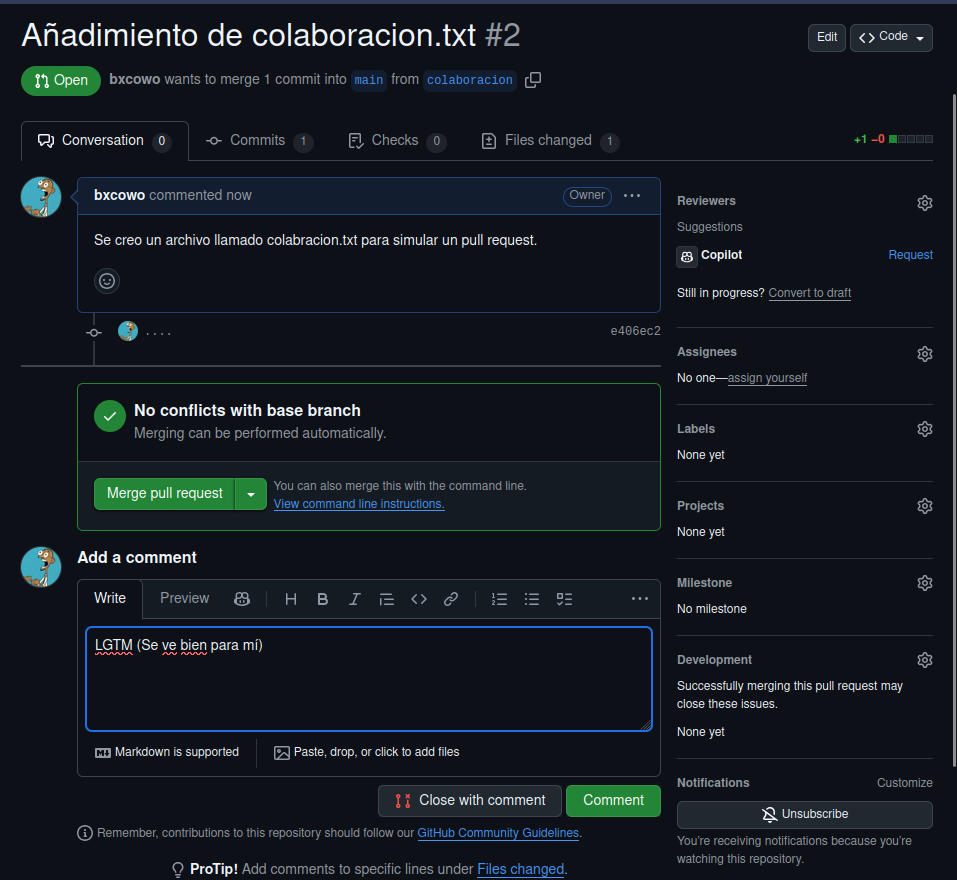 Añadimiento de colaboracion.txt #2
Edit
Code
Open
bxcowo wants to merge 1 commit into main from colaboracion
Conversation 0
Commits 1
Checks 0
Files changed 1
+1 −0
bxcowo commented now
Owner
Se creo un archivo llamado colabracion.txt para simular un pull request.
....
e406ec2
No conflicts with base branch
Merging can be performed automatically.
Merge pull request
You can also merge this with the command line.
View command line instructions.
Add a comment
Write
Preview
H B I
LGTM (Se ve bien para mí)
Markdown is supported
Paste, drop, or click to add files
Close with comment
Comment
Remember, contributions to this repository should follow our GitHub Community Guidelines.
ProTip! Add comments to specific lines under Files changed.
Reviewers
Suggestions
Copilot
Request
Still in progress? Convert to draft
Assignees
No one—assign yourself
Labels
None yet
Projects
None yet
Milestone
No milestone
Development
Successfully merging this pull request may
close these issues.
None yet
Notifications
Customize
Unsubscribe
You're receiving notifications because you're
watching this repository.